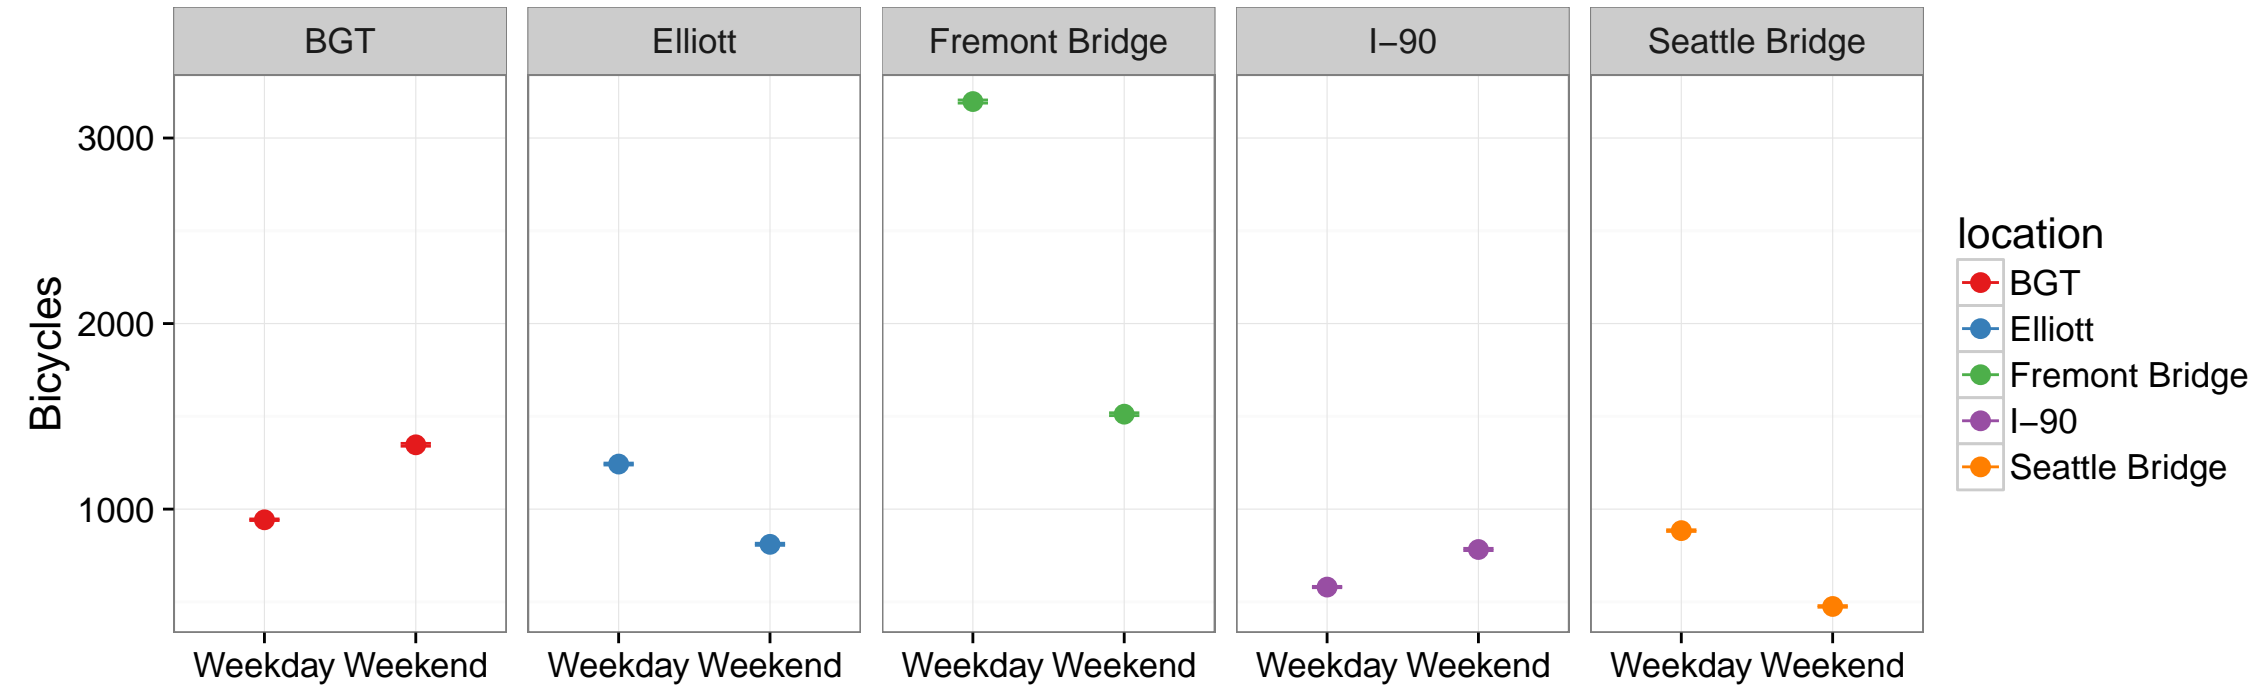 BGT
Elliott
Fremont Bridge
I−90
Seattle Bridge
Bicycles
3000
2000
1000
Weekday Weekend
Weekday Weekend
Weekday Weekend
Weekday Weekend
Weekday Weekend
location
BGT
Elliott
Fremont Bridge
I−90
Seattle Bridge